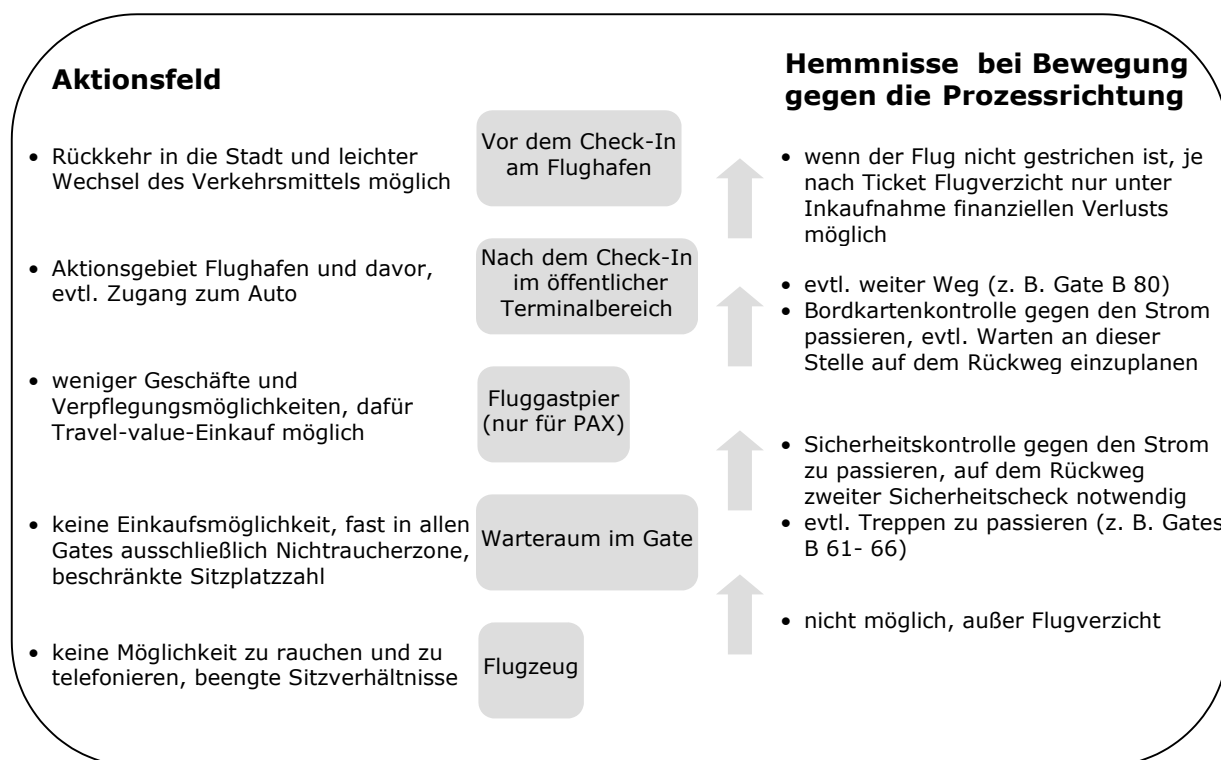 Aktionsfeld
• Rückkehr in die Stadt und leichter
Wechsel des Verkehrsmittels möglich
• Aktionsgebiet Flughafen und davor,
evtl. Zugang zum Auto
• weniger Geschäfte und
Verpflegungsmöglichkeiten, dafür
Travel-value-Einkauf möglich
• keine Einkaufsmöglichkeit, fast in allen
Gates ausschließlich Nichtraucherzone,
beschränkte Sitzplatzzahl
• keine Möglichkeit zu rauchen und zu
telefonieren, beengte Sitzverhältnisse
Vor dem Check-In
am Flughafen
Nach dem Check-In
im öffentlicher
Terminalbereich
Fluggastpier
(nur für PAX)
Warteraum im Gate
Flugzeug
Hemmnisse bei Bewegung
gegen die Prozessrichtung
• wenn der Flug nicht gestrichen ist, je
nach Ticket Flugverzicht nur unter
Inkaufnahme finanziellen Verlusts
möglich
• evtl. weiter Weg (z. B. Gate B 80)
• Bordkartenkontrolle gegen den Strom
passieren, evtl. Warten an dieser
Stelle auf dem Rückweg einzuplanen
• Sicherheitskontrolle gegen den Strom
zu passieren, auf dem Rückweg
zweiter Sicherheitscheck notwendig
• evtl. Treppen zu passieren (z. B. Gates
B 61- 66)
• nicht möglich, außer Flugverzicht